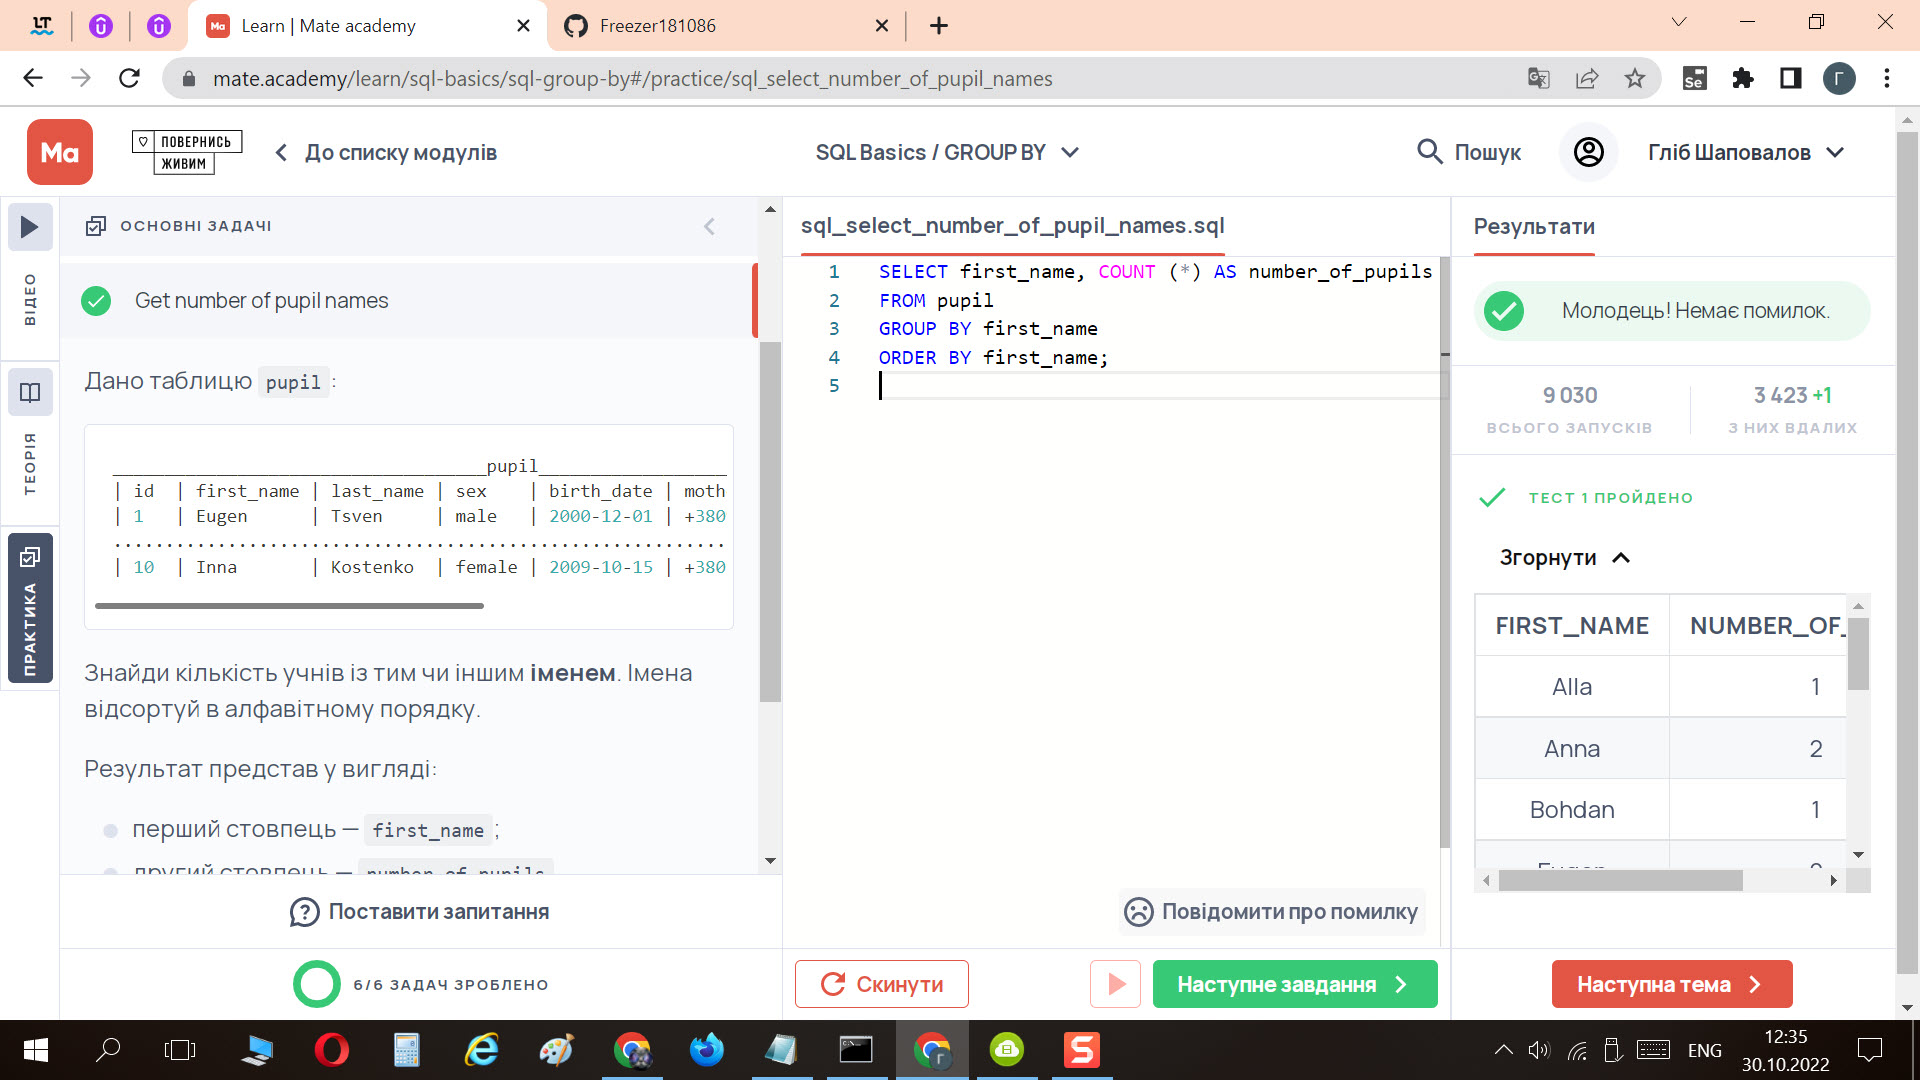 Learn | Mate academy
Freezer181086
mate.academy/learn/sql-basics/sql-group-by#/practice/sql_select_number_of_pupil_names
Ma
ПОВЕРНИСЬ
ЖИВИМ
До списку модулів
SQL Basics / GROUP BY
Пошук
Гліб Шаповалов
ВІДЕО
ТЕОРІЯ
ПРАКТИКА
ОСНОВНІ ЗАДАЧІ
Get number of pupil names
Дано таблицю pupil :
____________________________________pupil__________________
| id | first_name | last_name | sex | birth_date | moth
| 1 | Eugen | Tsven | male | 2000-12-01 | +380
...........................................................
| 10 | Inna | Kostenko | female | 2009-10-15 | +380
Знайди кількість учнів із тим чи іншим іменем. Імена
відсортуй в алфавітному порядку.
Результат представ у вигляді:
перший стовпець — first_name ;
другий стовпець — number_of_pupils
Поставити запитання
6/6 ЗАДАЧ ЗРОБЛЕНО
sql_select_number_of_pupil_names.sql
1 SELECT first_name, COUNT (*) AS number_of_pupils
2 FROM pupil
3 GROUP BY first_name
4 ORDER BY first_name;
5
Повідомити про помилку
Скинути
Наступне завдання
Результати
Молодець! Немає помилок.
9 030
ВСЬОГО ЗАПУСКІВ
3 423 +1
З НИХ ВДАЛИХ
ТЕСТ 1 ПРОЙДЕНО
Згорнути
FIRST_NAME NUMBER_OF_
Alla 1
Anna 2
Bohdan 1
Eugen
Наступна тема
ENG
12:35
30.10.2022